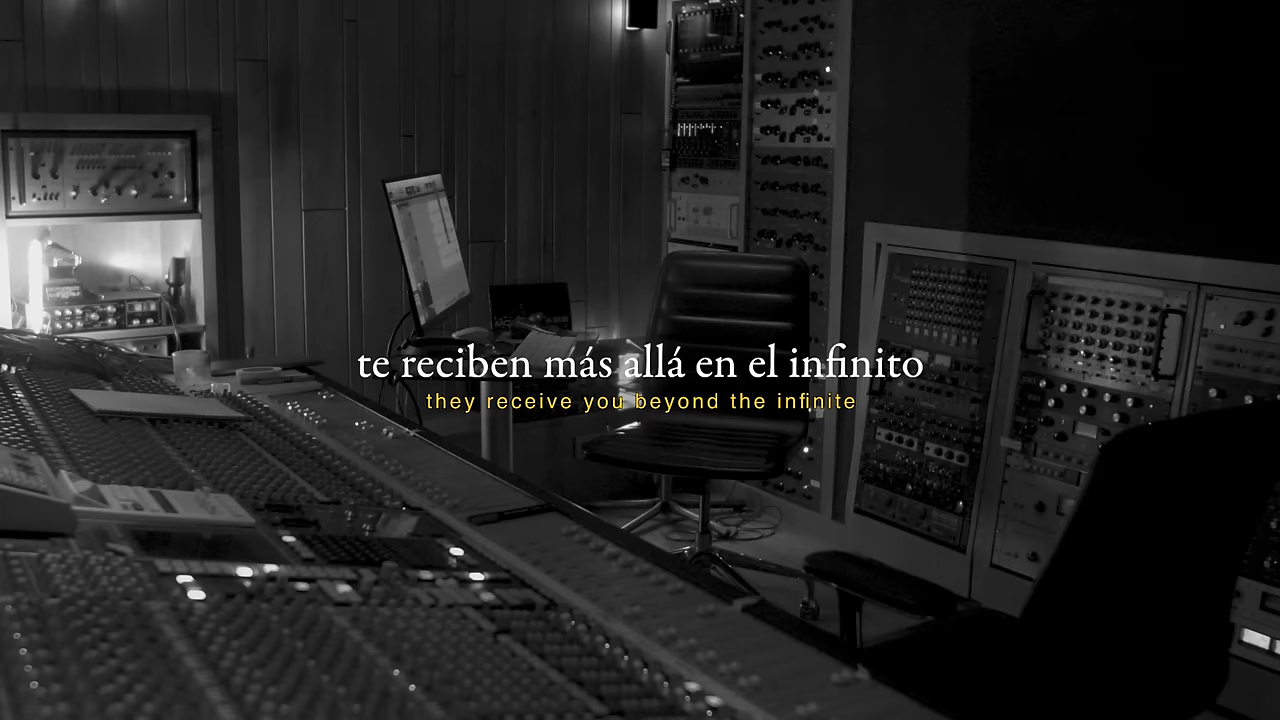 te reciben más allá en el infinito
they receive you beyond the infinite